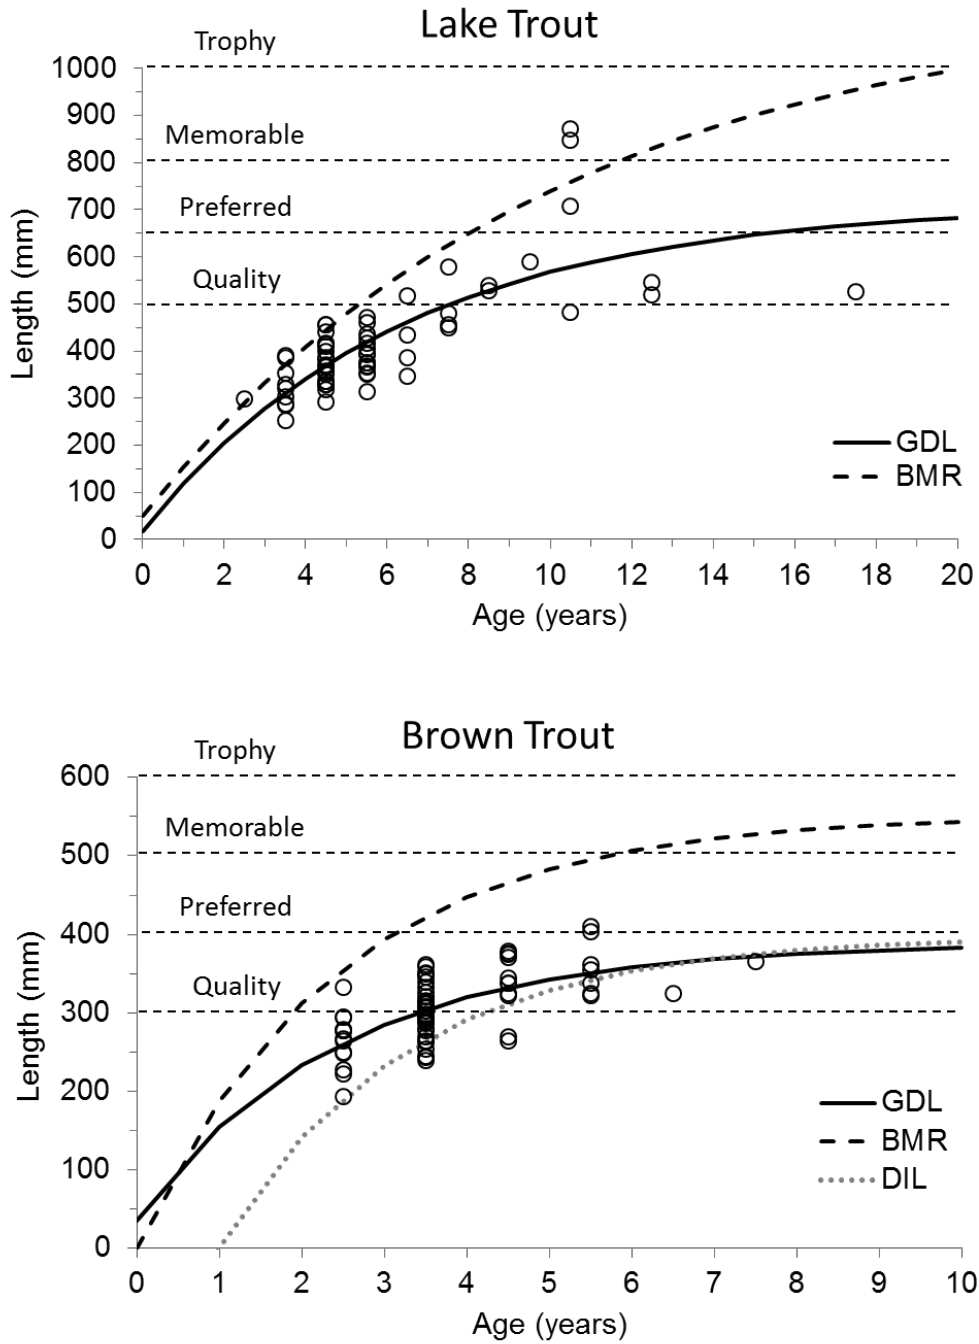 Lake Trout
Trophy
1000
900
Memorable
800
Preferred
700
600
Quality
500
400
300
200
100
0
Length (mm)
GDL
BMR
0 2 4 6 8 10 12 14 16 18 20
Age (years)
Brown Trout
Trophy
600
Memorable
500
Preferred
400
Quality
300
200
100
0
Length (mm)
GDL
BMR
DIL
0 1 2 3 4 5 6 7 8 9 10
Age (years)